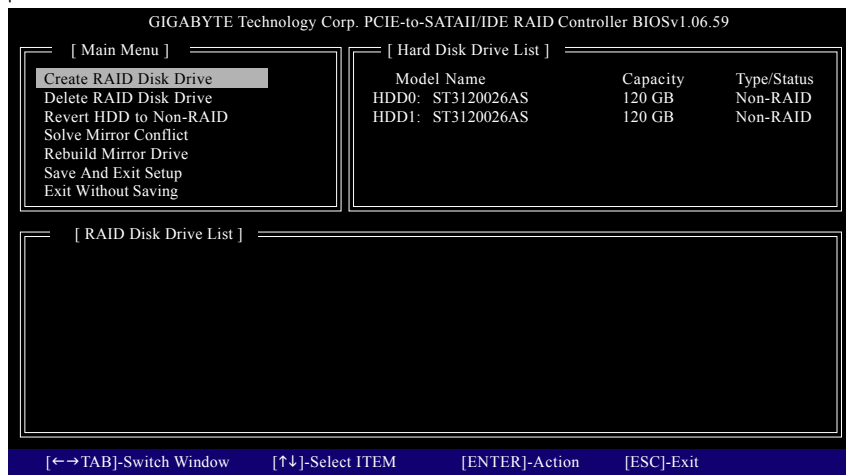 GIGABYTE Technology Corp. PCIE-to-SATAII/IDE RAID Controller BIOSv1.06.59
[ Main Menu ]
Create RAID Disk Drive
Delete RAID Disk Drive
Revert HDD to Non-RAID
Solve Mirror Conflict
Rebuild Mirror Drive
Save And Exit Setup
Exit Without Saving
[ Hard Disk Drive List ]
Model Name Capacity Type/Status
HDD0: ST3120026AS 120 GB Non-RAID
HDD1: ST3120026AS 120 GB Non-RAID
[ RAID Disk Drive List ]
[←→TAB]-Switch Window [↑↓]-Select ITEM [ENTER]-Action [ESC]-Exit